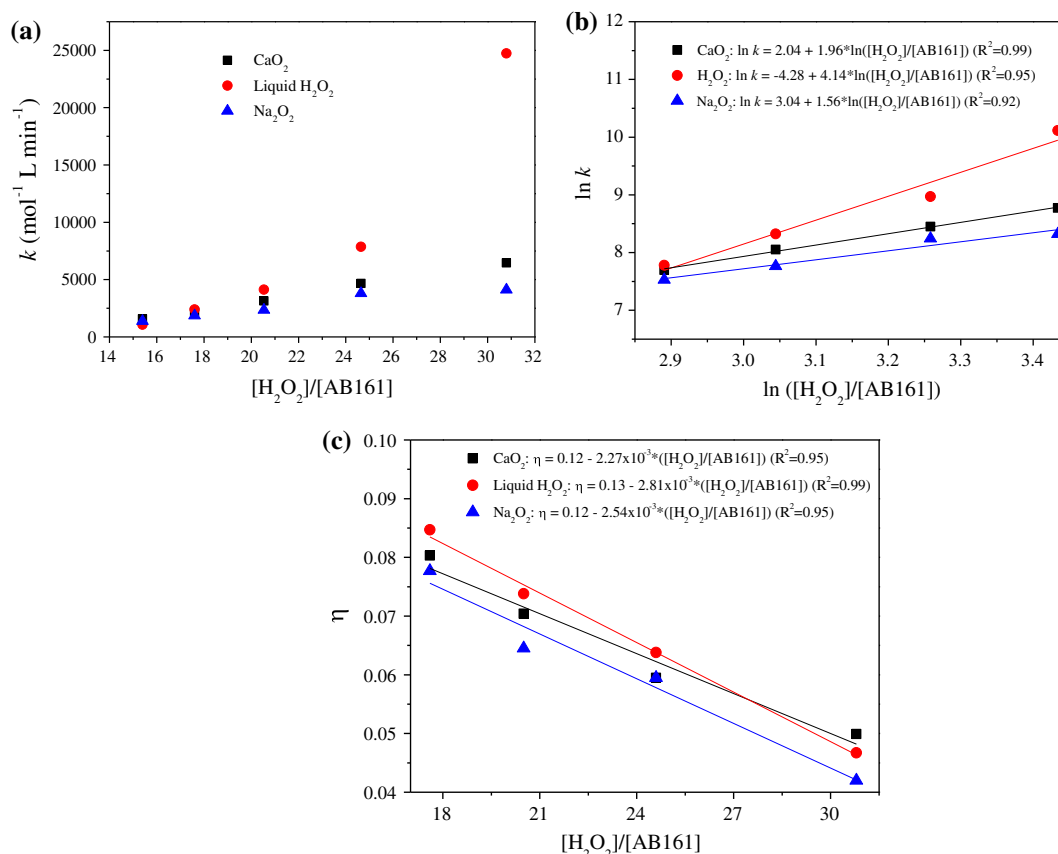 (a)
25000
20000
15000
10000
5000
0
CaO₂
Liquid H₂O₂
Na₂O₂
k (mol⁻¹ L min⁻¹)
14 16 18 20 22 24 26 28 30 32
[H₂O₂]/[AB161]
(b)
12
11
10
9
8
7
CaO₂: ln k = 2.04 + 1.96*ln([H₂O₂]/[AB161]) (R²=0.99)
H₂O₂: ln k = -4.28 + 4.14*ln([H₂O₂]/[AB161]) (R²=0.95)
Na₂O₂: ln k = 3.04 + 1.56*ln([H₂O₂]/[AB161]) (R²=0.92)
ln k
2.9 3.0 3.1 3.2 3.3 3.4
ln ([H₂O₂]/[AB161])
(c)
0.10
0.09
0.08
0.07
0.06
0.05
0.04
CaO₂: η = 0.12 - 2.27x10⁻³*([H₂O₂]/[AB161]) (R²=0.95)
Liquid H₂O₂: η = 0.13 - 2.81x10⁻³*([H₂O₂]/[AB161]) (R²=0.99)
Na₂O₂: η = 0.12 - 2.54x10⁻³*([H₂O₂]/[AB161]) (R²=0.95)
η
18 21 24 27 30
[H₂O₂]/[AB161]